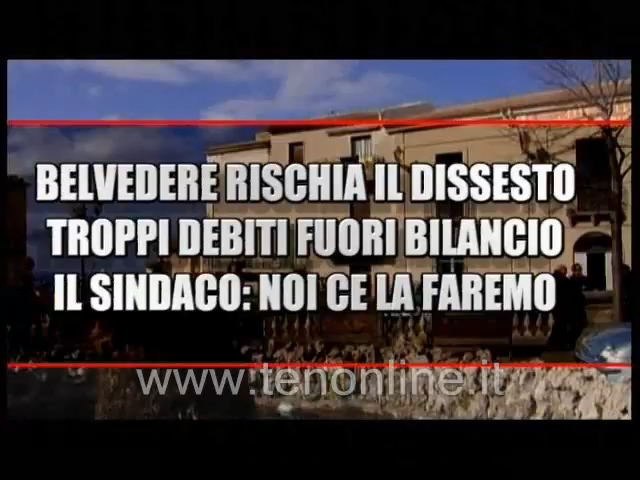 BELVEDERE RISCHIA IL DISSESTO
TROPPI DEBITI FUORI BILANCIO
IL SINDACO: NOI CE LA FAREMO
www.tenonline.it